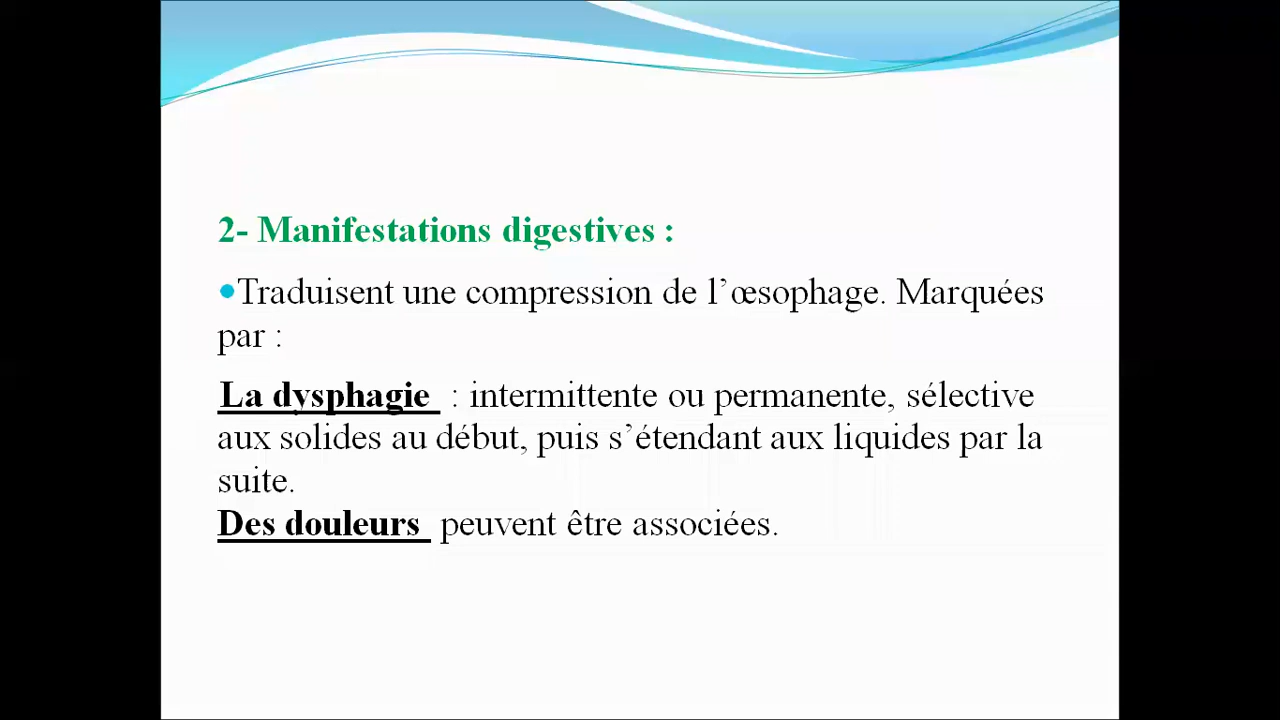 2- Manifestations digestives :
•Traduisent une compression de l’œsophage. Marquées
par :
La dysphagie : intermittente ou permanente, sélective
aux solides au début, puis s’étendant aux liquides par la
suite.
Des douleurs peuvent être associées.